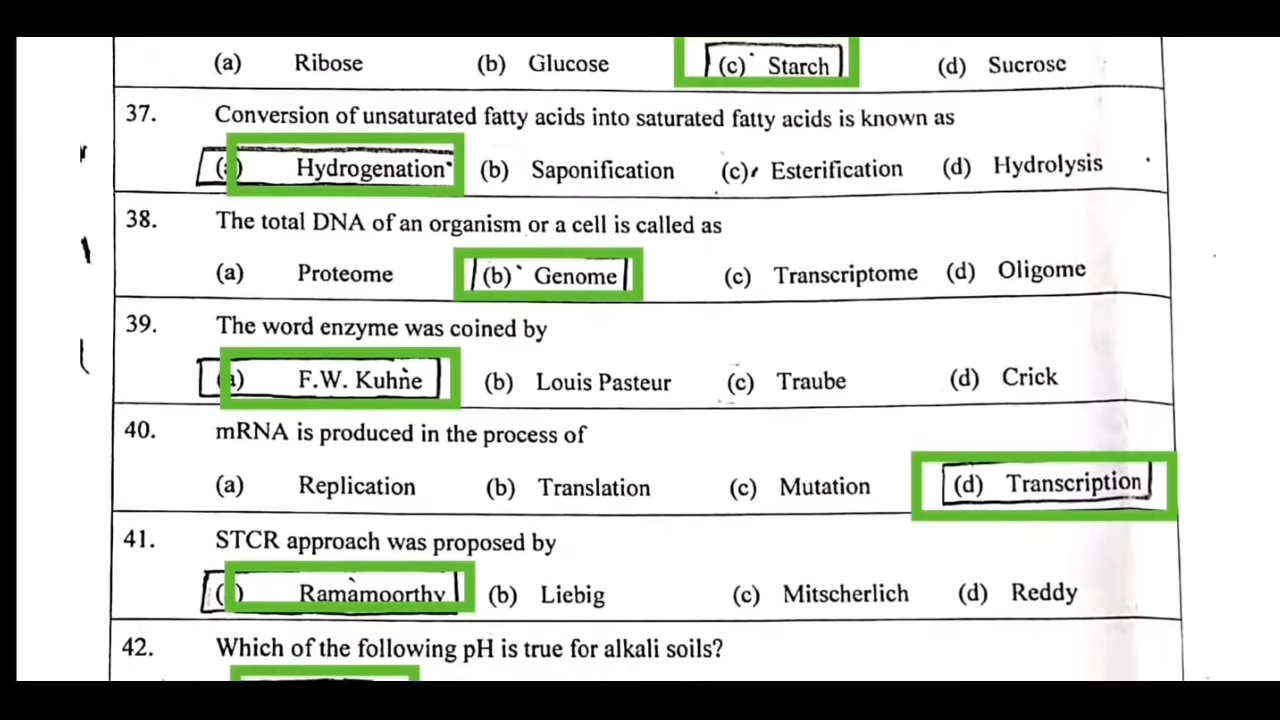 (a) Ribose (b) Glucose (c) Starch (d) Sucrose
37. Conversion of unsaturated fatty acids into saturated fatty acids is known as
(a) Hydrogenation (b) Saponification (c) Esterification (d) Hydrolysis
38. The total DNA of an organism or a cell is called as
(a) Proteome (b) Genome (c) Transcriptome (d) Oligome
39. The word enzyme was coined by
(a) F.W. Kuhne (b) Louis Pasteur (c) Traube (d) Crick
40. mRNA is produced in the process of
(a) Replication (b) Translation (c) Mutation (d) Transcription
41. STCR approach was proposed by
( ) Ramamoorthy (b) Liebig (c) Mitscherlich (d) Reddy
42. Which of the following pH is true for alkali soils?